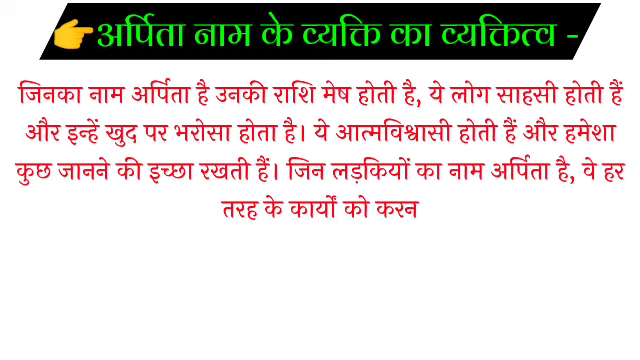 👉अर्पिता नाम के व्यक्ति का व्यक्तित्व -
जिनका नाम अर्पिता है उनकी राशि मेष होती है, ये लोग साहसी होती हैं
और इन्हें खुद पर भरोसा होता है। ये आत्मविश्वासी होती हैं और हमेशा
कुछ जानने की इच्छा रखती हैं। जिन लड़कियों का नाम अर्पिता है, वे हर
तरह के कार्यों को करन